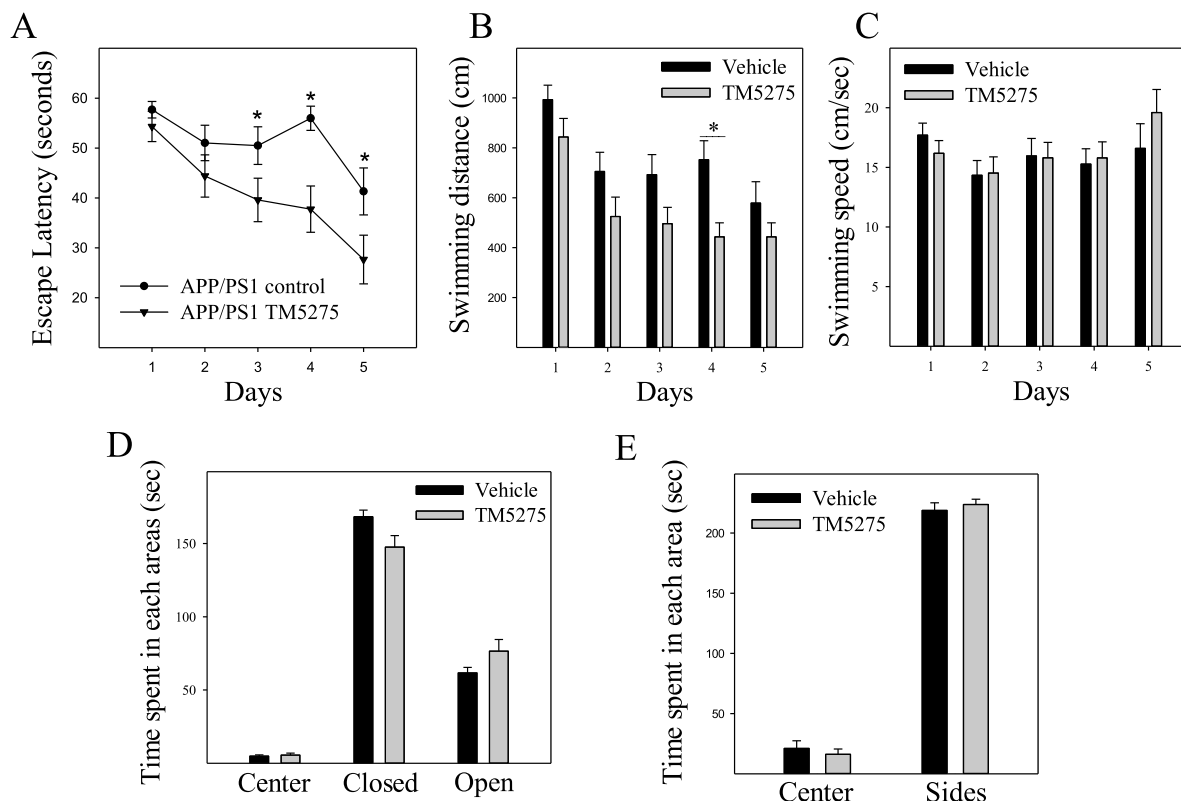 A
Escape Latency (seconds)
60
50
40
30
20
*
*
*
APP/PS1 control
APP/PS1 TM5275
1 2 3 4 5
Days
B
Swimming distance (cm)
1000
800
600
400
200
Vehicle
TM5275
*
1 2 3 4 5
Days
C
Swimming speed (cm/sec)
20
15
10
5
Vehicle
TM5275
1 2 3 4 5
Days
D
Time spent in each areas (sec)
150
100
50
Vehicle
TM5275
Center Closed Open
E
Time spent in each area (sec)
200
150
100
50
Vehicle
TM5275
Center Sides